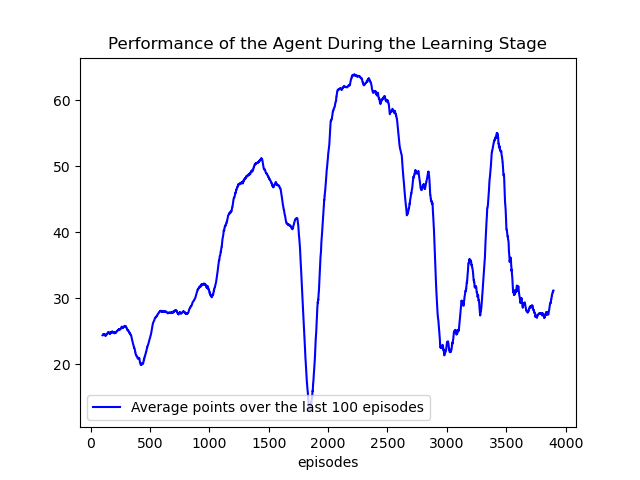 Performance of the Agent During the Learning Stage
60
50
40
30
20
Average points over the last 100 episodes
0 500 1000 1500 2000 2500 3000 3500 4000
episodes